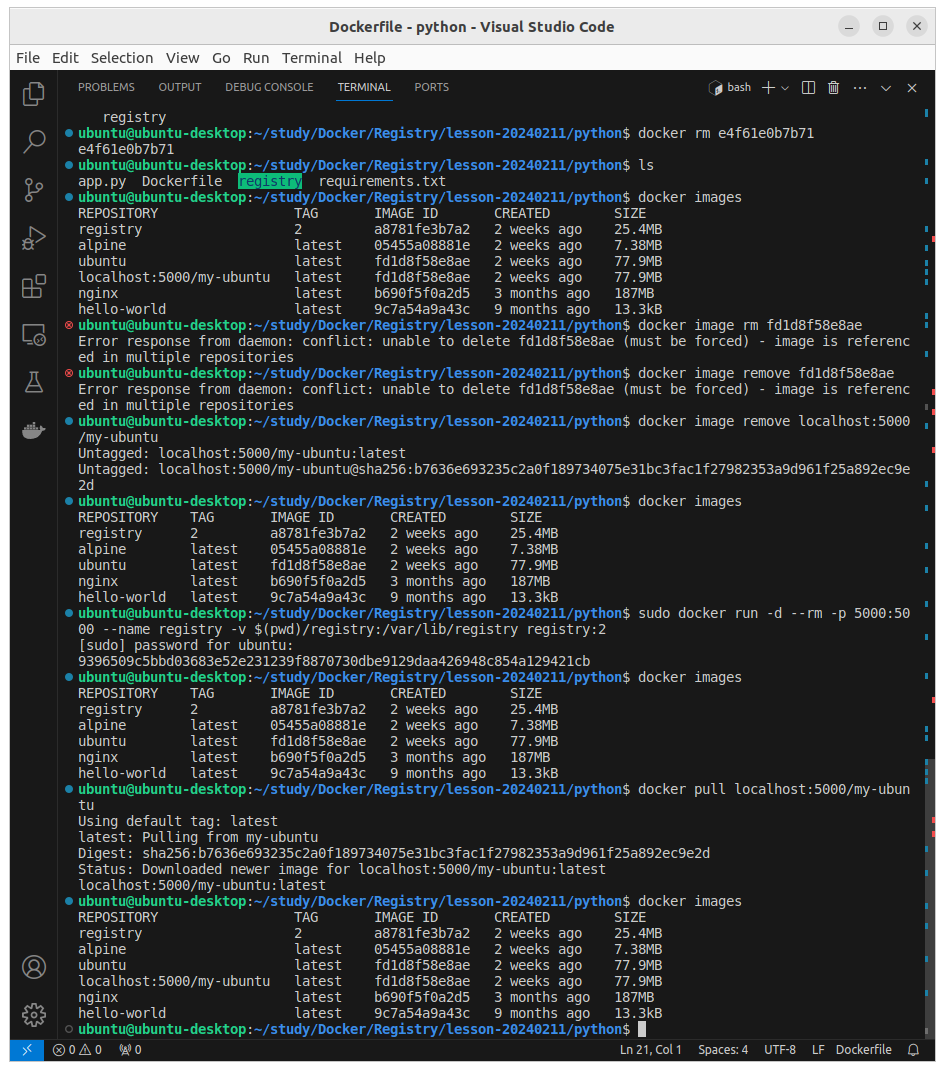 Dockerfile - python - Visual Studio Code
File Edit Selection View Go Run Terminal Help
PROBLEMS OUTPUT DEBUG CONSOLE TERMINAL PORTS bash
registry
ubuntu@ubuntu-desktop:~/study/Docker/Registry/lesson-20240211/python$ docker rm e4f61e0b7b71
e4f61e0b7b71
ubuntu@ubuntu-desktop:~/study/Docker/Registry/lesson-20240211/python$ ls
app.py Dockerfile registry requirements.txt
ubuntu@ubuntu-desktop:~/study/Docker/Registry/lesson-20240211/python$ docker images
REPOSITORY TAG IMAGE ID CREATED SIZE
registry 2 a8781fe3b7a2 2 weeks ago 25.4MB
alpine latest 05455a08881e 2 weeks ago 7.38MB
ubuntu latest fd1d8f58e8ae 2 weeks ago 77.9MB
localhost:5000/my-ubuntu latest fd1d8f58e8ae 2 weeks ago 77.9MB
nginx latest b690f5f0a2d5 3 months ago 187MB
hello-world latest 9c7a54a9a43c 9 months ago 13.3kB
ubuntu@ubuntu-desktop:~/study/Docker/Registry/lesson-20240211/python$ docker image rm fd1d8f58e8ae
Error response from daemon: conflict: unable to delete fd1d8f58e8ae (must be forced) - image is referenc
ed in multiple repositories
ubuntu@ubuntu-desktop:~/study/Docker/Registry/lesson-20240211/python$ docker image remove fd1d8f58e8ae
Error response from daemon: conflict: unable to delete fd1d8f58e8ae (must be forced) - image is referenc
ed in multiple repositories
ubuntu@ubuntu-desktop:~/study/Docker/Registry/lesson-20240211/python$ docker image remove localhost:5000
/my-ubuntu
Untagged: localhost:5000/my-ubuntu:latest
Untagged: localhost:5000/my-ubuntu@sha256:b7636e693235c2a0f189734075e31bc3fac1f27982353a9d961f25a892ec9e
2d
ubuntu@ubuntu-desktop:~/study/Docker/Registry/lesson-20240211/python$ docker images
REPOSITORY TAG IMAGE ID CREATED SIZE
registry 2 a8781fe3b7a2 2 weeks ago 25.4MB
alpine latest 05455a08881e 2 weeks ago 7.38MB
ubuntu latest fd1d8f58e8ae 2 weeks ago 77.9MB
nginx latest b690f5f0a2d5 3 months ago 187MB
hello-world latest 9c7a54a9a43c 9 months ago 13.3kB
ubuntu@ubuntu-desktop:~/study/Docker/Registry/lesson-20240211/python$ sudo docker run -d --rm -p 5000:50
00 --name registry -v $(pwd)/registry:/var/lib/registry registry:2
[sudo] password for ubuntu:
9396509c5bbd03683e52e231239f8870730dbe9129daa426948c854a129421cb
ubuntu@ubuntu-desktop:~/study/Docker/Registry/lesson-20240211/python$ docker images
REPOSITORY TAG IMAGE ID CREATED SIZE
registry 2 a8781fe3b7a2 2 weeks ago 25.4MB
alpine latest 05455a08881e 2 weeks ago 7.38MB
ubuntu latest fd1d8f58e8ae 2 weeks ago 77.9MB
nginx latest b690f5f0a2d5 3 months ago 187MB
hello-world latest 9c7a54a9a43c 9 months ago 13.3kB
ubuntu@ubuntu-desktop:~/study/Docker/Registry/lesson-20240211/python$ docker pull localhost:5000/my-ubun
tu
Using default tag: latest
latest: Pulling from my-ubuntu
Digest: sha256:b7636e693235c2a0f189734075e31bc3fac1f27982353a9d961f25a892ec9e2d
Status: Downloaded newer image for localhost:5000/my-ubuntu:latest
localhost:5000/my-ubuntu:latest
ubuntu@ubuntu-desktop:~/study/Docker/Registry/lesson-20240211/python$ docker images
REPOSITORY TAG IMAGE ID CREATED SIZE
registry 2 a8781fe3b7a2 2 weeks ago 25.4MB
alpine latest 05455a08881e 2 weeks ago 7.38MB
ubuntu latest fd1d8f58e8ae 2 weeks ago 77.9MB
localhost:5000/my-ubuntu latest fd1d8f58e8ae 2 weeks ago 77.9MB
nginx latest b690f5f0a2d5 3 months ago 187MB
hello-world latest 9c7a54a9a43c 9 months ago 13.3kB
ubuntu@ubuntu-desktop:~/study/Docker/Registry/lesson-20240211/python$
0 0 0 Ln 21, Col 1 Spaces: 4 UTF-8 LF Dockerfile